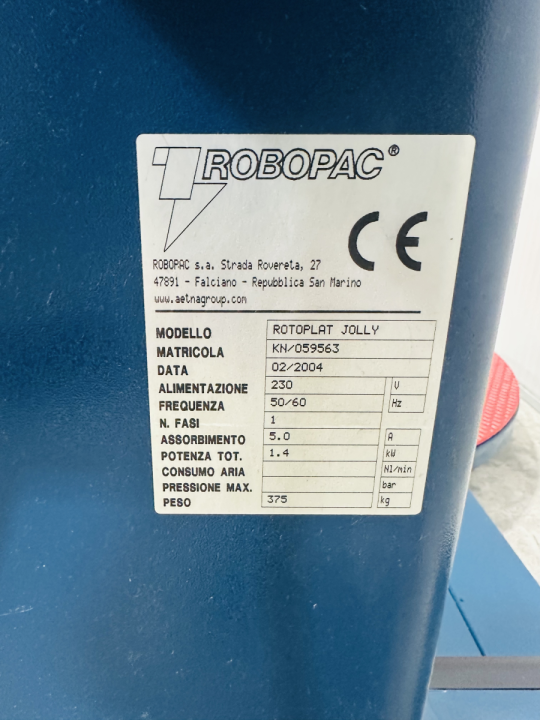 ROBOPAC®
CE
ROBOPAC s.a. Strada Rovereta, 27
47891 - Falciano - Repubblica San Marino
www.aetnagroup.com
MODELLO ROTOPLAT JOLLY
MATRICOLA KN/059563
DATA 02/2004
ALIMENTAZIONE 230 V
FREQUENZA 50/60 Hz
N. FASI 1
ASSORBIMENTO 5.0 A
POTENZA TOT. 1.4 kW
CONSUMO ARIA Nl/min
PRESSIONE MAX. bar
PESO 375 kg